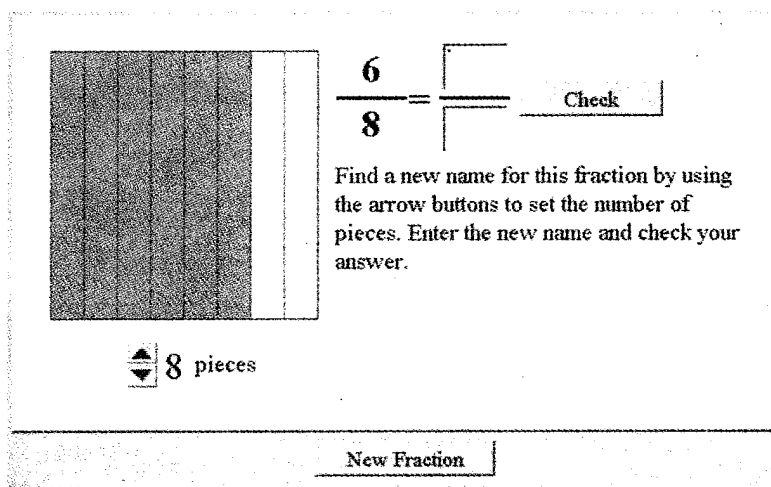 6
8
=
Check
Find a new name for this fraction by using
the arrow buttons to set the number of
pieces. Enter the new name and check your
answer.
8 pieces
New Fraction